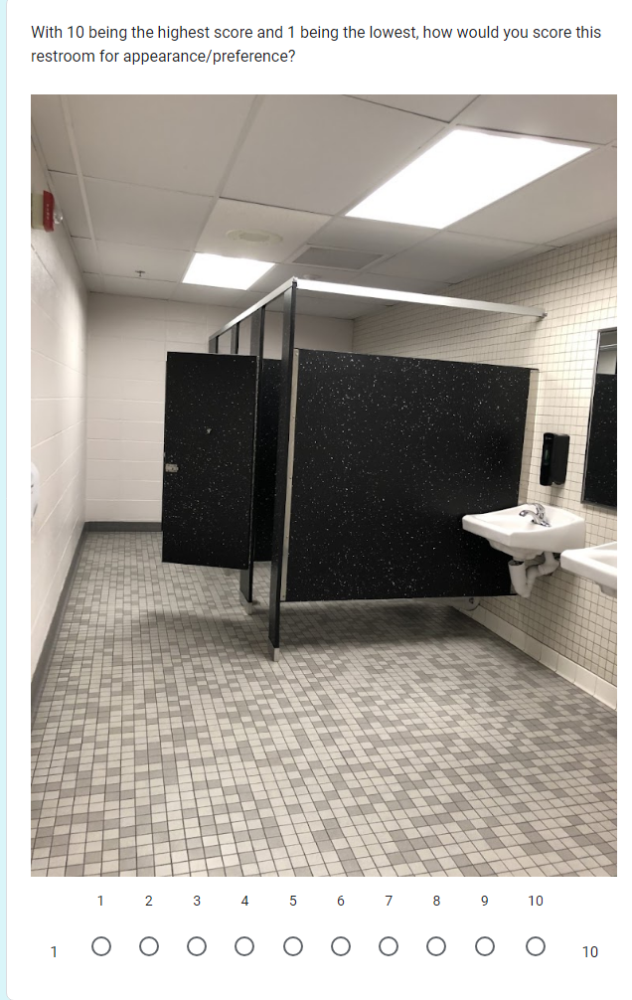 With 10 being the highest score and 1 being the lowest, how would you score this
restroom for appearance/preference?
1 2 3 4 5 6 7 8 9 10
1 10